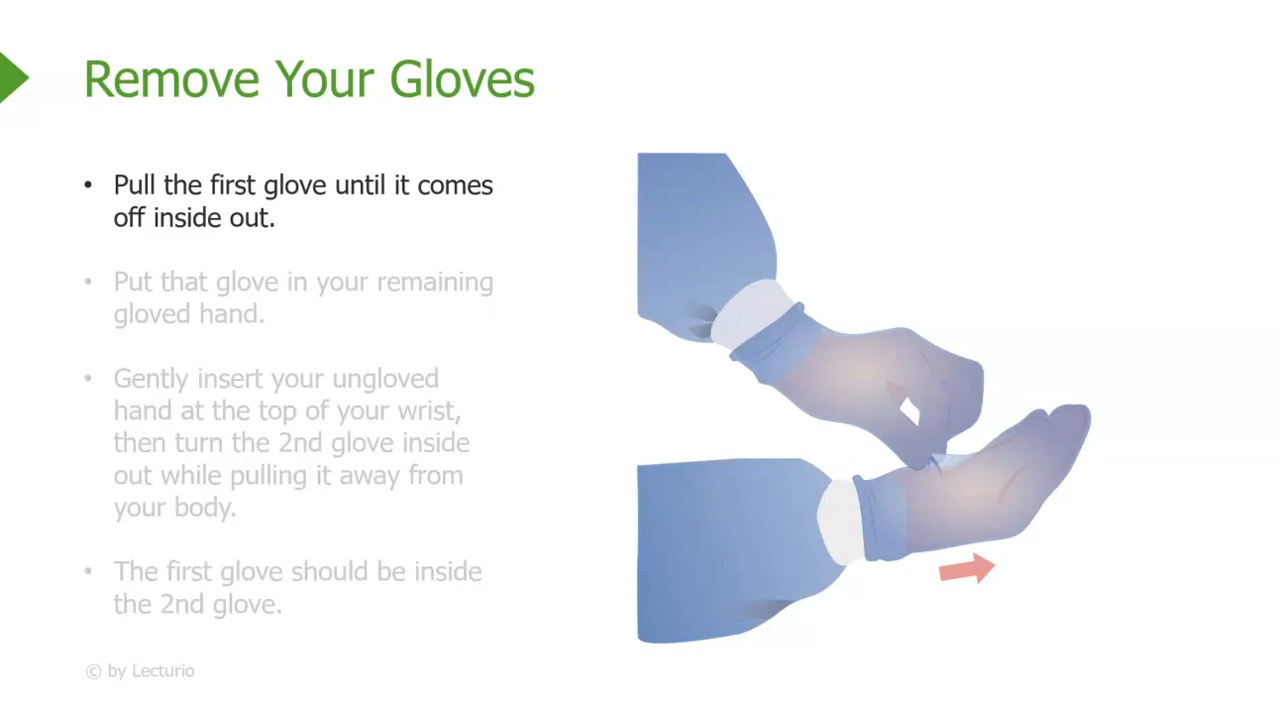 Remove Your Gloves
• Pull the first glove until it comes
off inside out.
• Put that glove in your remaining
gloved hand.
• Gently insert your ungloved
hand at the top of your wrist,
then turn the 2nd glove inside
out while pulling it away from
your body.
• The first glove should be inside
the 2nd glove.
© by Lecturio